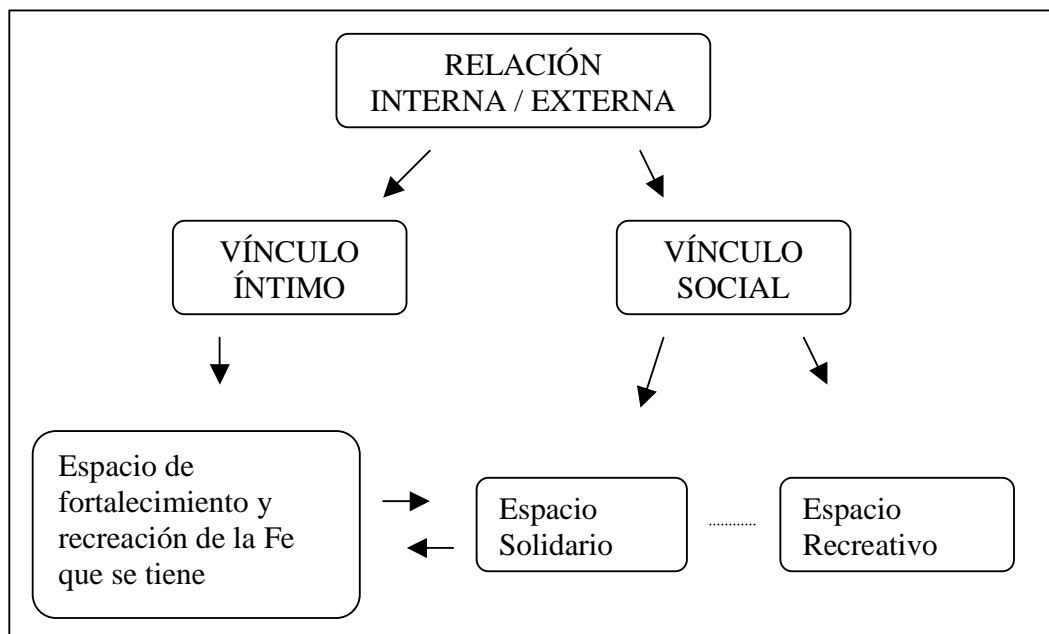 RELACIÓN
INTERNA / EXTERNA
VÍNCULO
ÍNTIMO
VÍNCULO
SOCIAL
Espacio de
fortalecimiento y
recreación de la Fe
que se tiene
Espacio
Solidario
Espacio
Recreativo